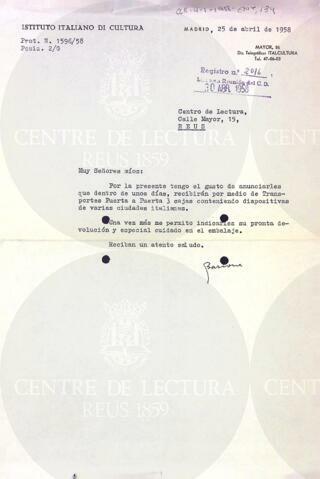 ISTITUTO ITALIANO DI CULTURA
MADRID, 25 de abril de 1958
Prot. N. 1596/58
Posiz. 2/G
MAYOR, 86
Dir. Telegráfica: ITALCULTURA
Tel. 47-06-03
Registro n.º 2016
30 ABR 1958
Centro de Lectura,
Calle Mayor, 15,
REUS
Muy Señores míos:
Por la presente tengo el gusto de anunciarles
que dentro de unos días, recibirán por medio de Trans-
portes Puerta a Puerta 3 cajas conteniendo diapositivas
de varias ciudades italianas.
Una vez más me permito indicarles su pronta de-
volución y especial cuidado en el embalaje.
Reciban un atento saludo.
CENTRE DE LECTURA
REUS 1859
CENTRE DE LECTURA
REUS 1859